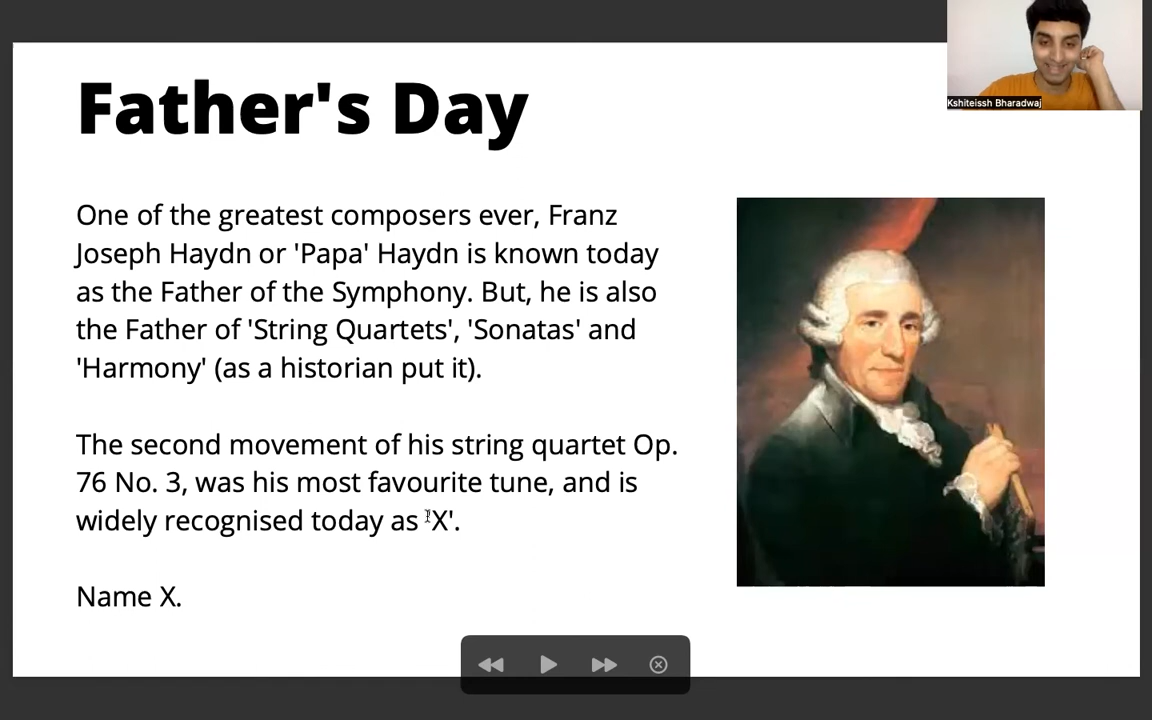 Father's Day
Kshiteissh Bharadwaj
One of the greatest composers ever, Franz
Joseph Haydn or 'Papa' Haydn is known today
as the Father of the Symphony. But, he is also
the Father of 'String Quartets', 'Sonatas' and
'Harmony' (as a historian put it).
The second movement of his string quartet Op.
76 No. 3, was his most favourite tune, and is
widely recognised today as 'X'.
Name X.